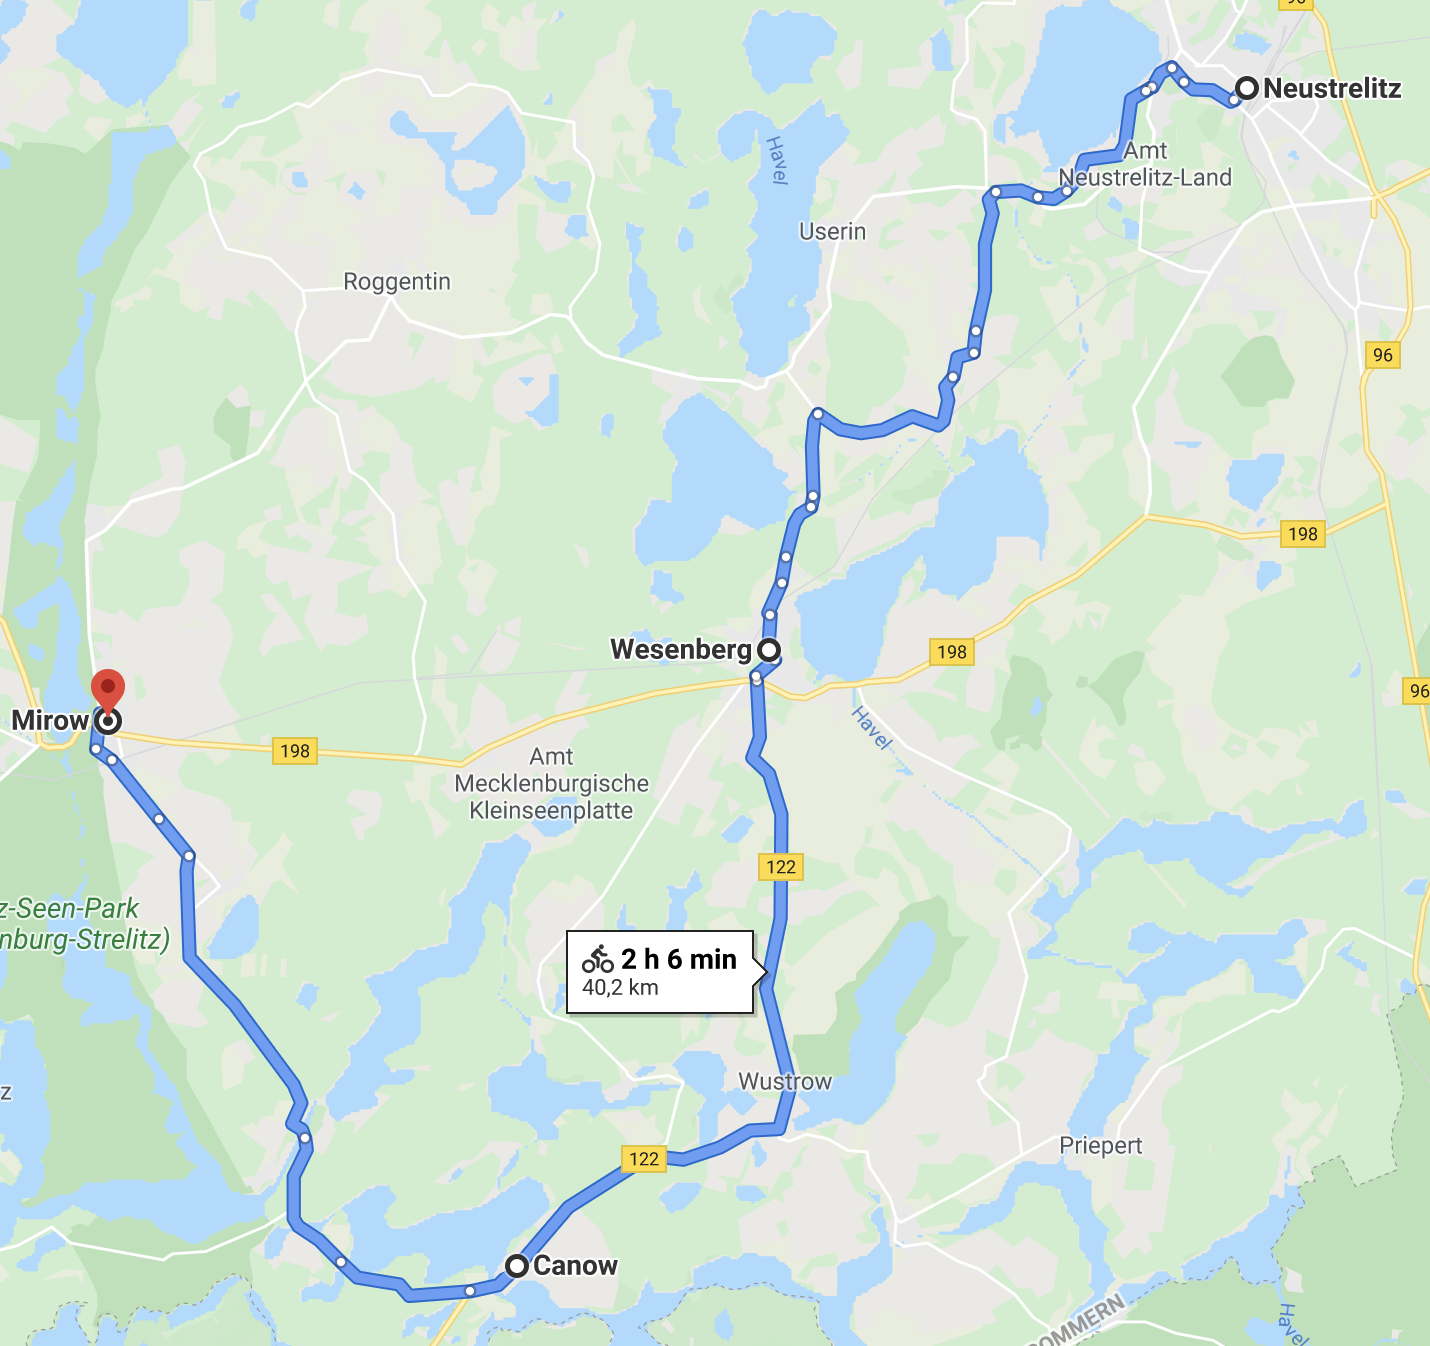 96
Neustrelitz
Amt
Neustrelitz-Land
Havel
Userin
Roggentin
96
198
Wesenberg
198
96
Mirow
198
Havel
Amt
Mecklenburgische
Kleinseenplatte
122
z-Seen-Park
nburg-Strelitz)
2 h 6 min
40,2 km
Wustrow
z
122
Priepert
Canow
OMMERN
Havel